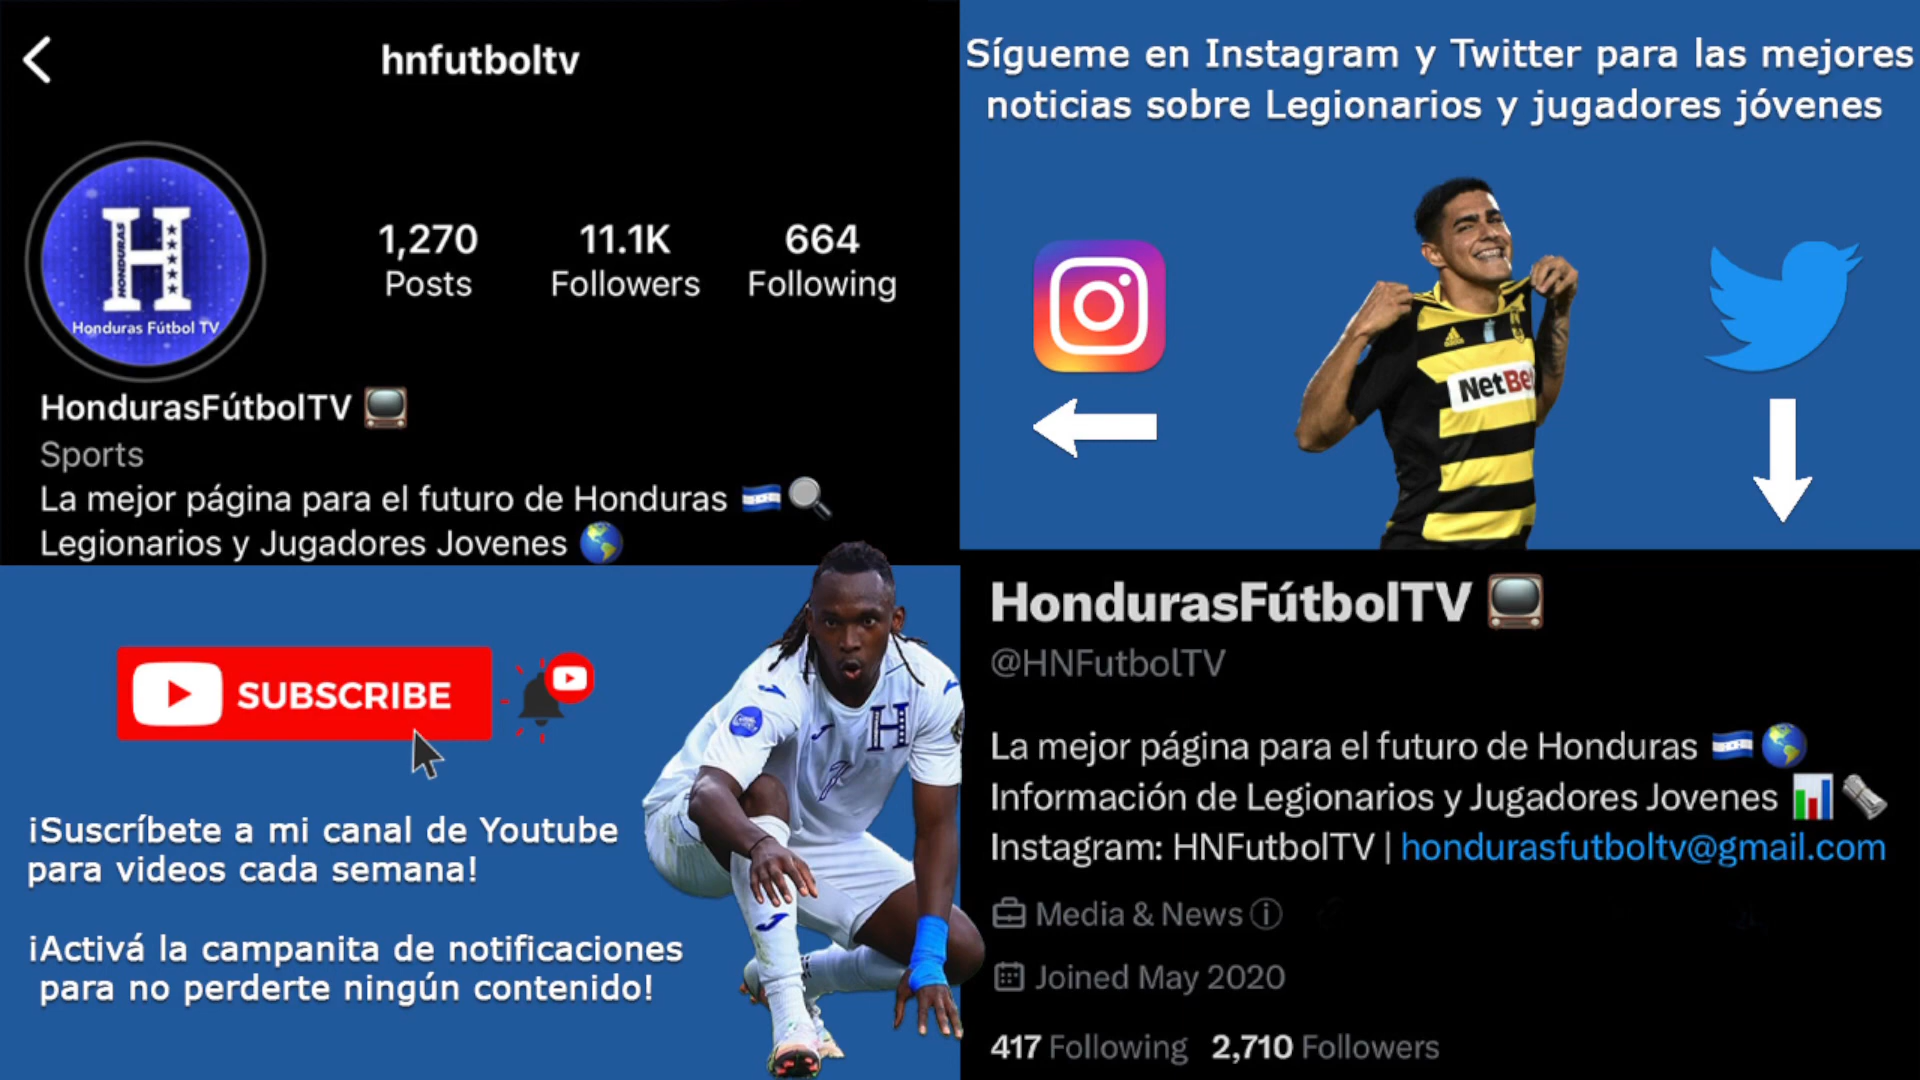 hnfutboltv
1,270 11.1K 664
Posts Followers Following
HONDURAS
Honduras Fútbol TV
HondurasFútbolTV
Sports
La mejor página para el futuro de Honduras
Legionarios y Jugadores Jovenes
Sígueme en Instagram y Twitter para las mejores
noticias sobre Legionarios y jugadores jóvenes
NetBe
SUBSCRIBE
¡Suscríbete a mi canal de Youtube
para videos cada semana!
¡Activá la campanita de notificaciones
para no perderte ningún contenido!
H
7
HondurasFútbolTV
@HNFutbolTV
La mejor página para el futuro de Honduras
Información de Legionarios y Jugadores Jovenes
Instagram: HNFutbolTV | hondurasfutboltv@gmail.com
Media & News
Joined May 2020
417 Following 2,710 Followers